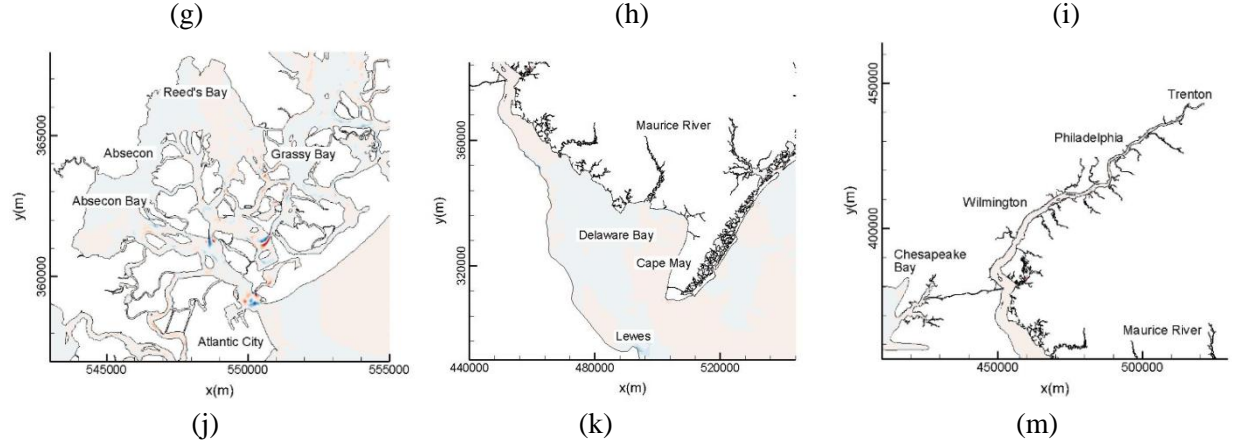 (g) (h) (i)
Reed's Bay
Absecon
Grassy Bay
Absecon Bay
Atlantic City
365000
360000
y(m)
545000 550000 555000
x(m)
Maurice River
Delaware Bay
Cape May
Lewes
360000
320000
y(m)
440000 480000 520000
x(m)
Trenton
Philadelphia
Wilmington
Chesapeake
Bay
Maurice River
450000
400000
y(m)
450000 500000
x(m)
(j) (k) (m)